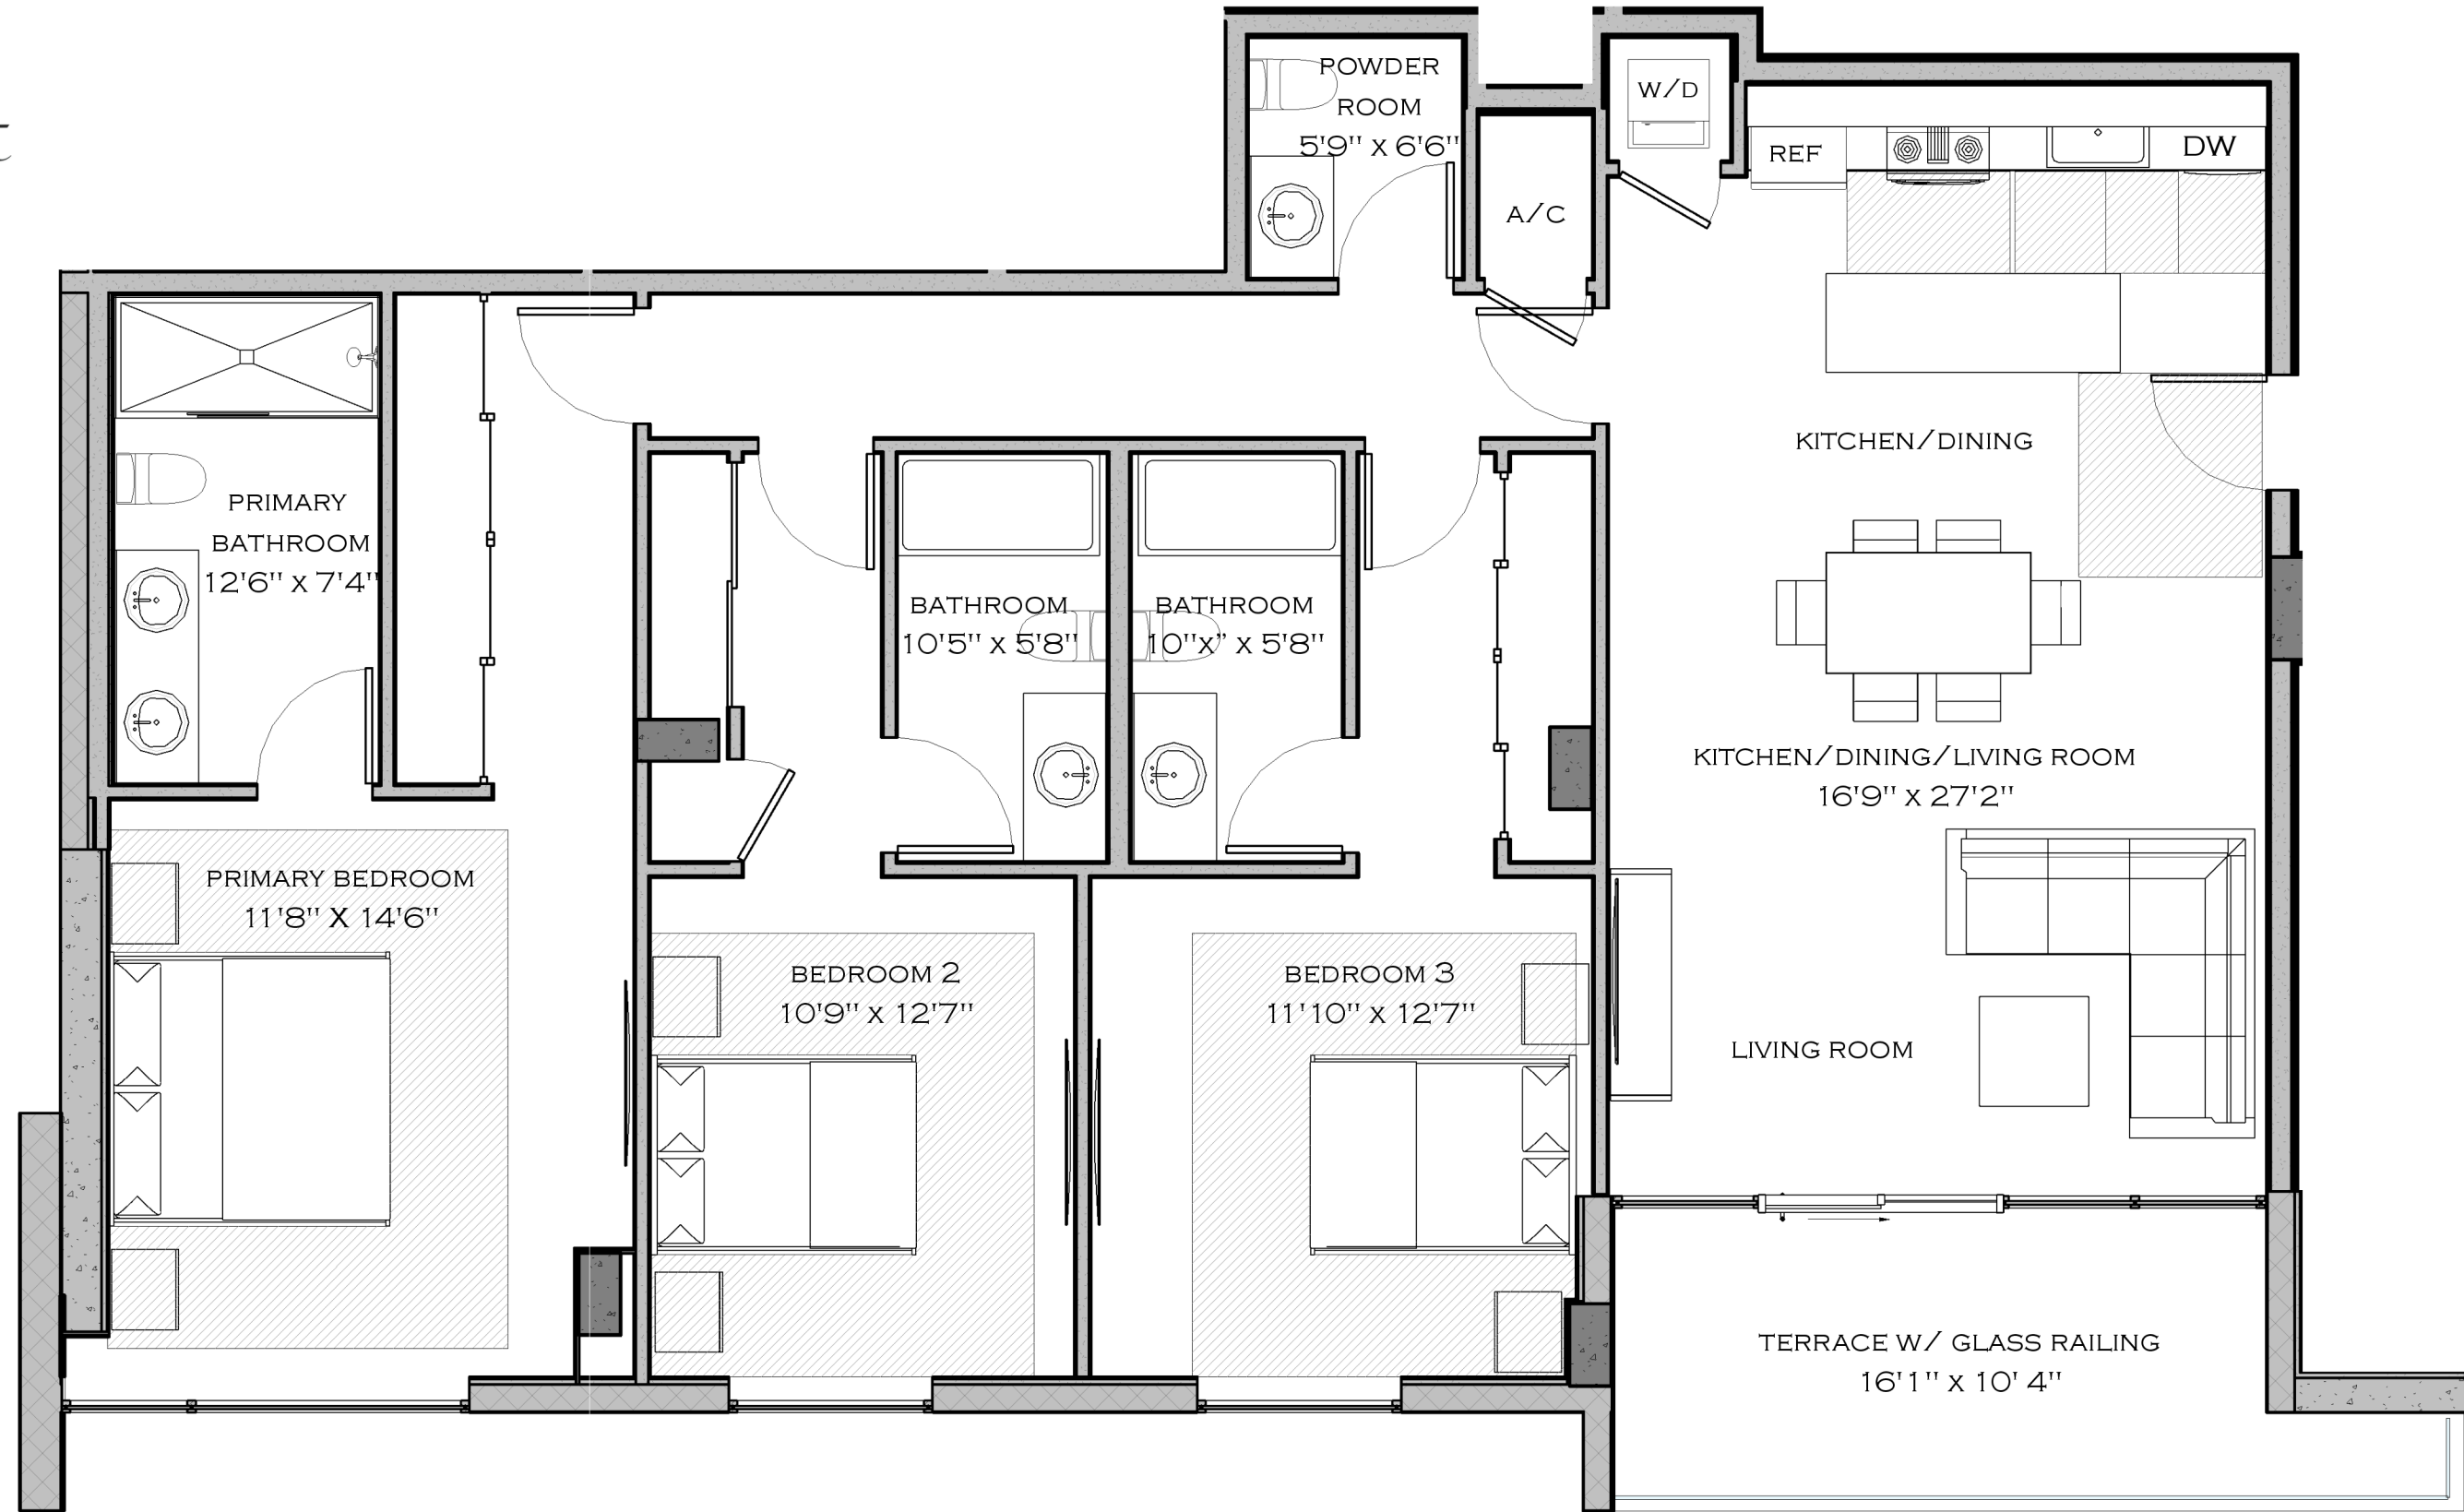 POWDER
ROOM
5'9" X 6'6"
W/D
REF
DW
A/C
KITCHEN/DINING
PRIMARY
BATHROOM
12'6" X 7'4"
BATHROOM
10'5" X 5'8"
BATHROOM
10"x” X 5'8"
KITCHEN/DINING/LIVING ROOM
16'9" X 27'2"
PRIMARY BEDROOM
11'8" X 14'6"
BEDROOM 2
10'9" X 12'7"
BEDROOM 3
11'10" X 12'7"
LIVING ROOM
TERRACE W/ GLASS RAILING
16'1" X 10' 4"